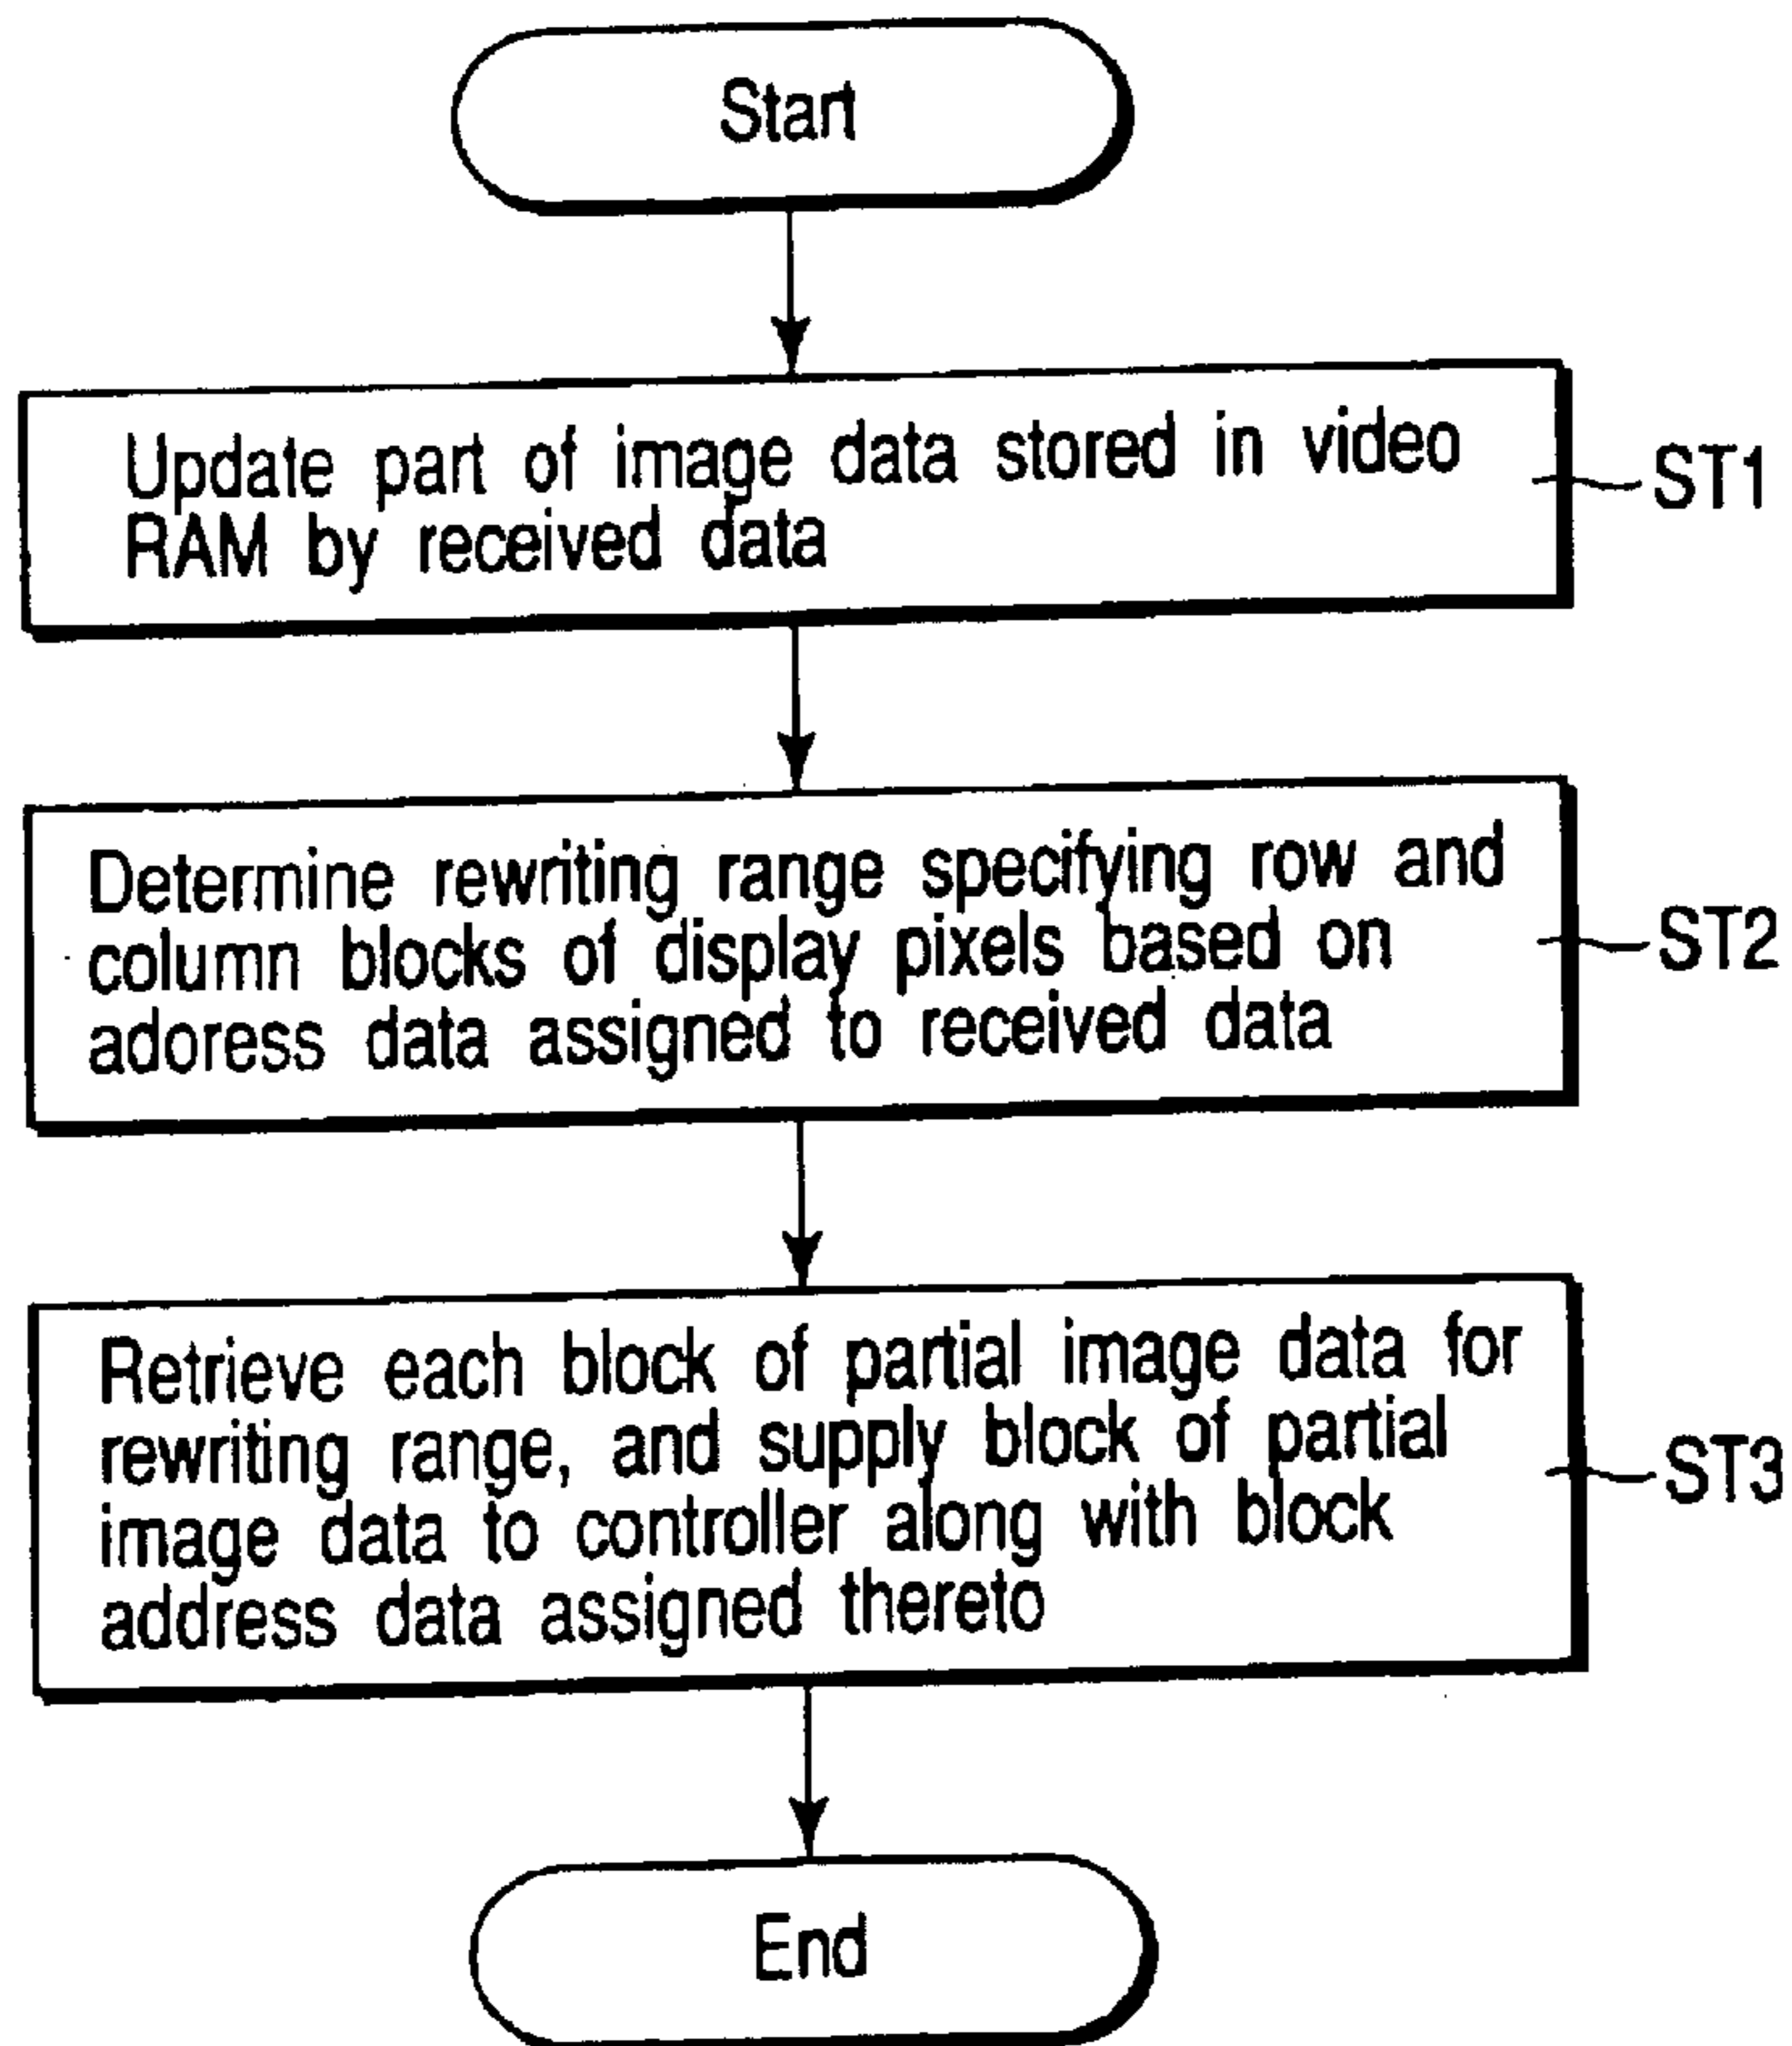 Start
Update part of image data stored in video
RAM by received data
ST1
Determine rewriting range specifying row and
column blocks of display pixels based on
adoress data assigned to received data
ST2
Retrieve each block of partial image data for
rewriting range, and supply block of partial
image data to controller along with block
address data assigned thereto
ST3
End